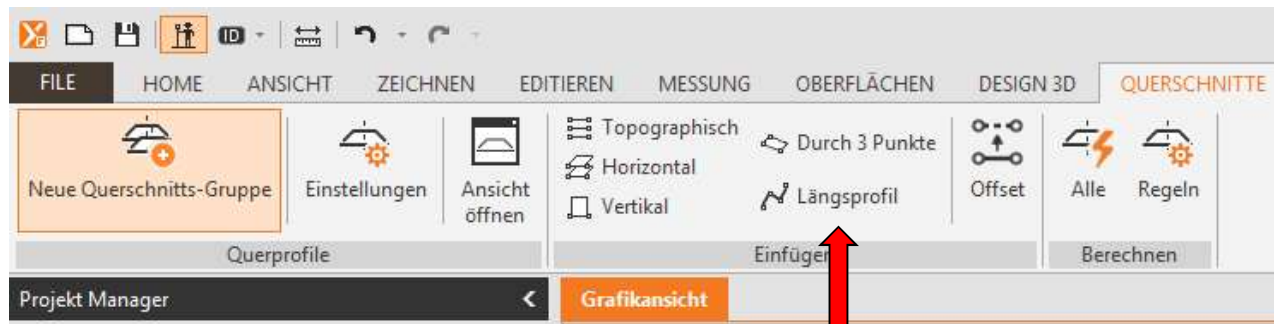 ID
FILE HOME ANSICHT ZEICHNEN EDITIEREN MESSUNG OBERFLÄCHEN DESIGN 3D QUERSCHNITTE
Neue Querschnitts-Gruppe
Einstellungen
Ansicht
öffnen
Topographisch
Horizontal
Vertikal
Durch 3 Punkte
Längsprofil
Offset
Alle
Regeln
Querprofile
Einfügen
Berechnen
Projekt Manager
Grafikansicht